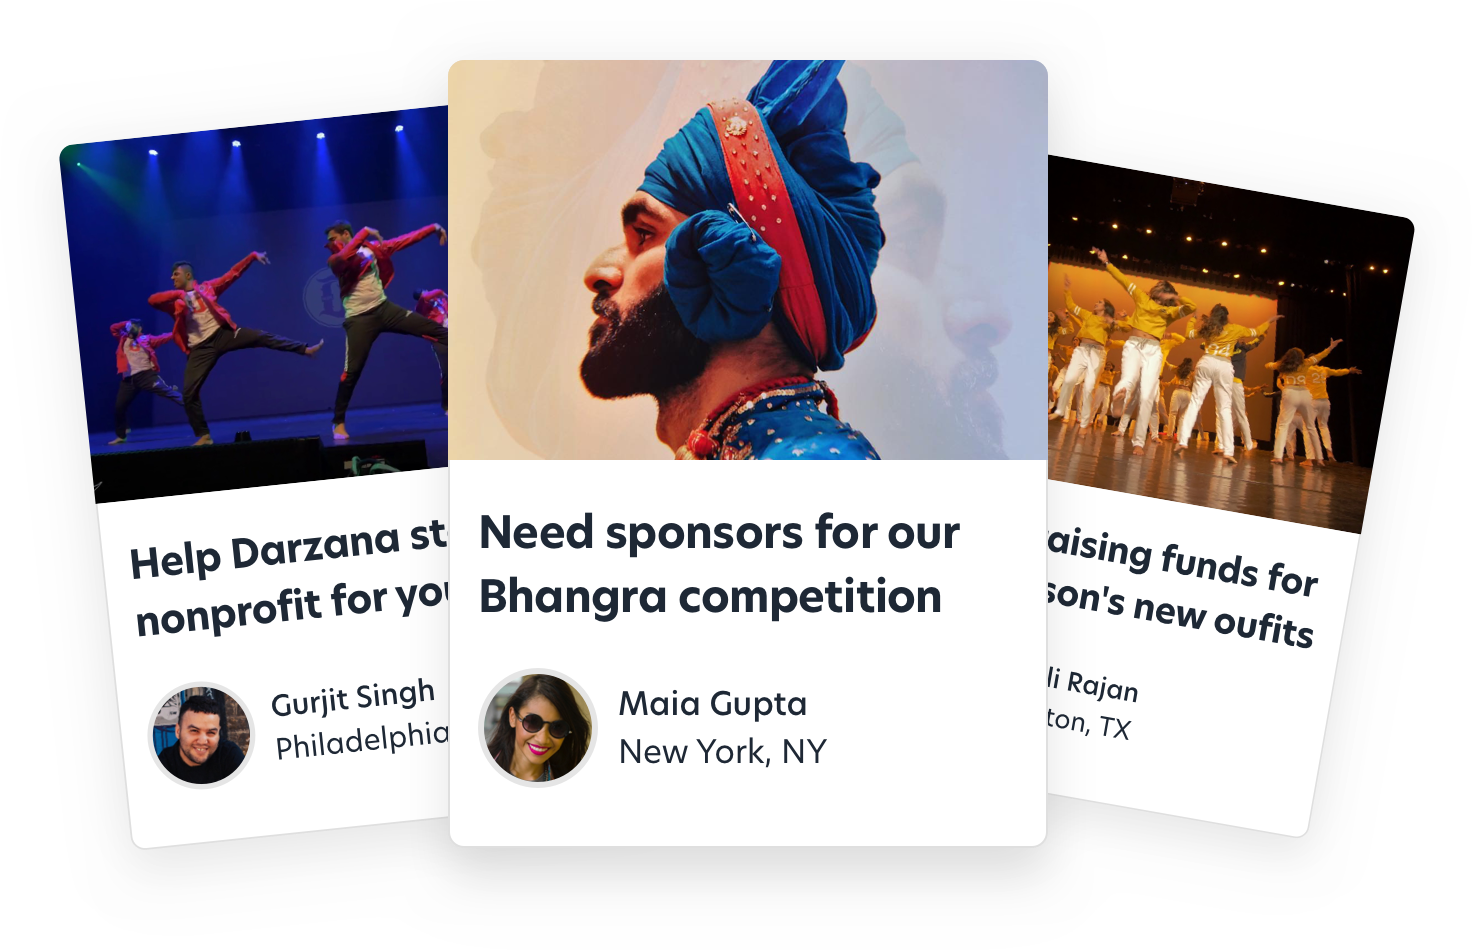 Help Darzana st
nonprofit for you
Gurjit Singh
Philadelphia
Need sponsors for our
Bhangra competition
Maia Gupta
New York, NY
aising funds for
son's new oufits
li Rajan
ton, TX